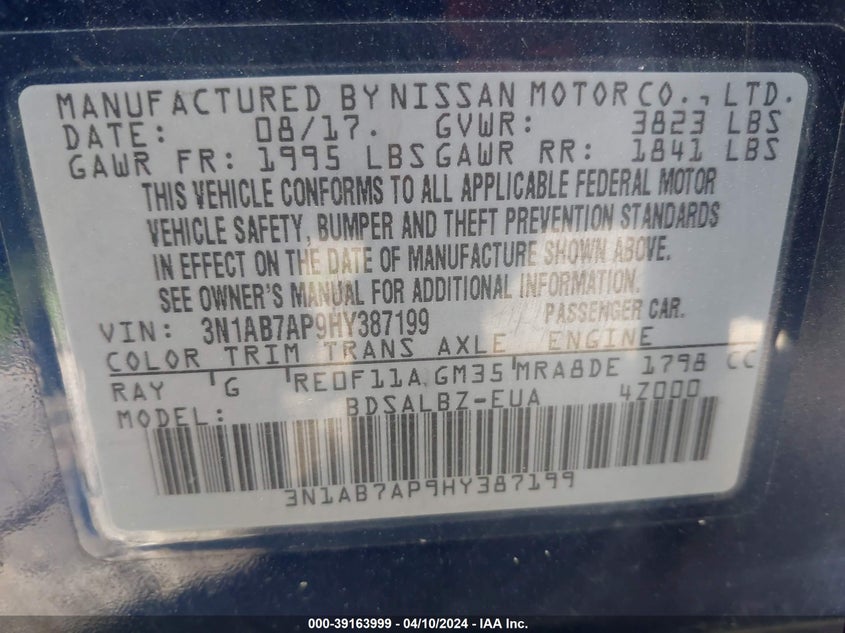 MANUFACTURED BY NISSAN MOTOR CO., LTD.
DATE: 08/17. GVWR: 3823 LBS
GAWR FR: 1995 LBS GAWR RR: 1841 LBS
THIS VEHICLE CONFORMS TO ALL APPLICABLE FEDERAL MOTOR
VEHICLE SAFETY, BUMPER AND THEFT PREVENTION STANDARDS
IN EFFECT ON THE DATE OF MANUFACTURE SHOWN ABOVE.
SEE OWNER'S MANUAL FOR ADDITIONAL INFORMATION.
VIN: 3N1AB7AP9HY387199 PASSENGER CAR.
COLOR TRIM TRANS AXLE ENGINE
RAY G RE0F11A GM35 MRA8DE 1798 CC
MODEL: BDSALBZ-EUA 4Z000
3N1AB7AP9HY387199
000-39163999 - 04/10/2024 - IAA Inc.